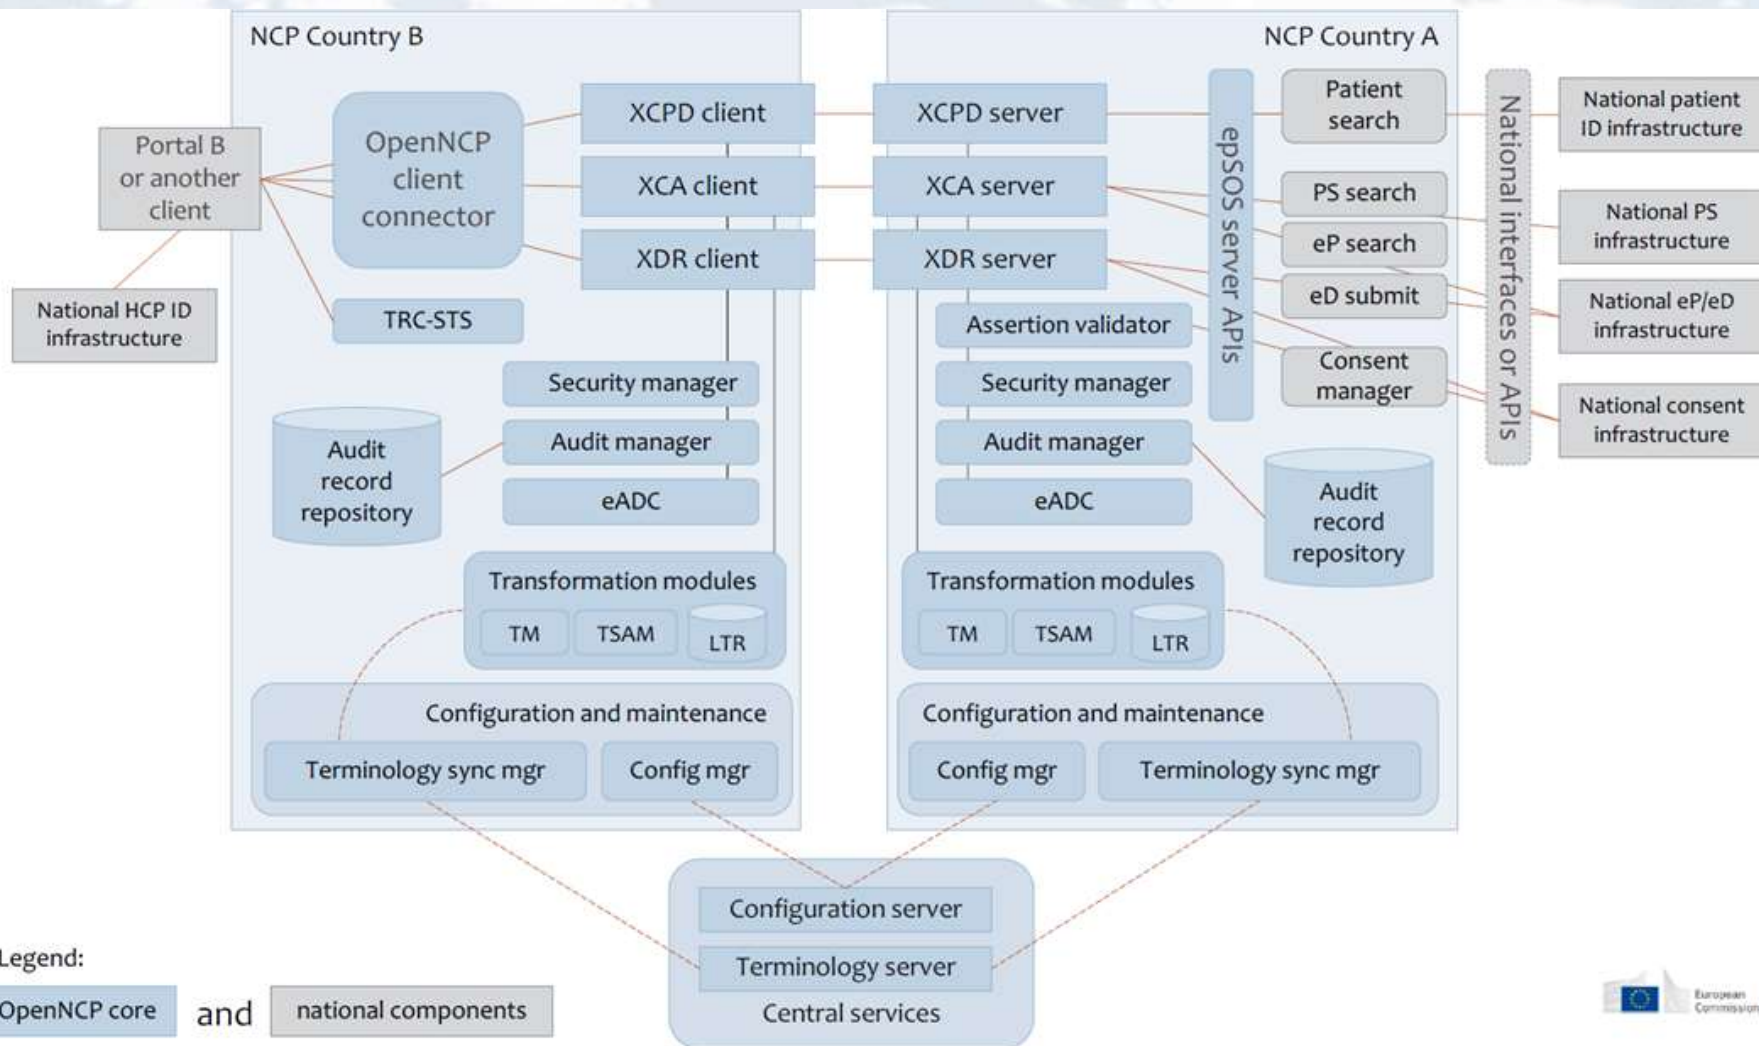 NCP Country B
NCP Country A
Portal B
or another
client
National HCP ID
infrastructure
OpenNCP
client
connector
TRC-STS
XCPD client
XCA client
XDR client
Security manager
Audit manager
eADC
Audit
record
repository
Transformation modules
TM
TSAM
LTR
Configuration and maintenance
Terminology sync mgr
Config mgr
XCPD server
XCA server
XDR server
Assertion validator
Security manager
Audit manager
eADC
epSOS server APIs
Patient
search
PS search
eP search
eD submit
Consent
manager
National interfaces or APIs
National patient
ID infrastructure
National PS
infrastructure
National eP/eD
infrastructure
National consent
infrastructure
Audit
record
repository
Transformation modules
TM
TSAM
LTR
Configuration and maintenance
Config mgr
Terminology sync mgr
Configuration server
Terminology server
Central services
Legend:
OpenNCP core
and
national components
European
Commission